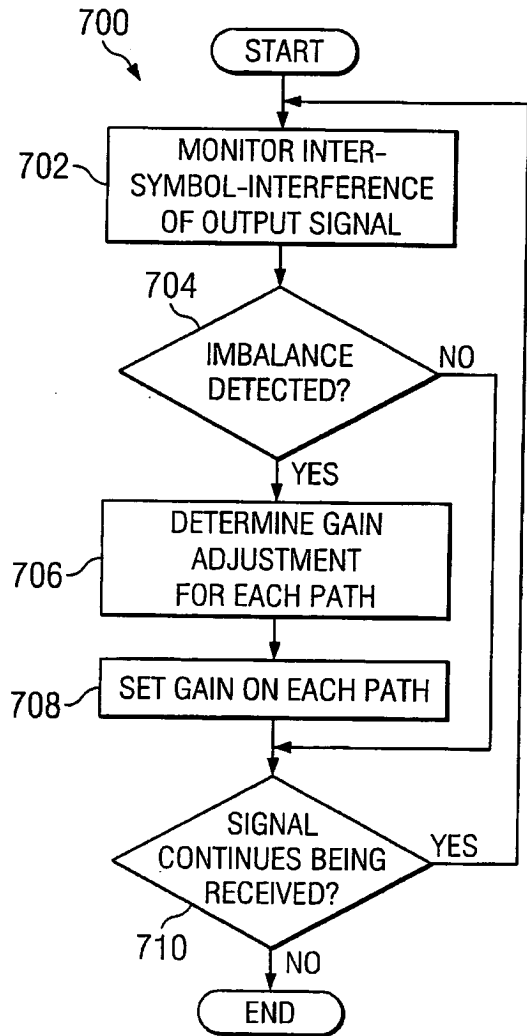 700
START
702
MONITOR INTER-
SYMBOL-INTERFERENCE
OF OUTPUT SIGNAL
704
IMBALANCE
DETECTED?
NO
YES
706
DETERMINE GAIN
ADJUSTMENT
FOR EACH PATH
708
SET GAIN ON EACH PATH
SIGNAL
CONTINUES BEING
RECEIVED?
YES
710
NO
END